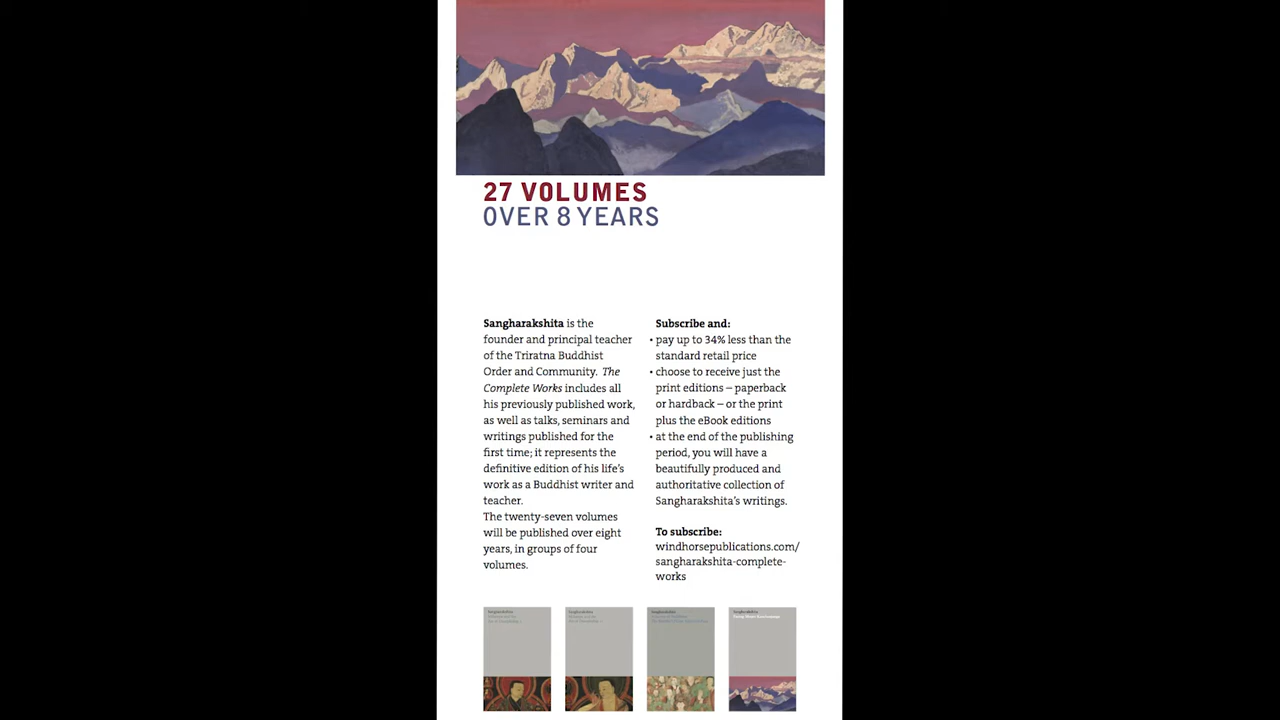 27 VOLUMES
OVER 8 YEARS
Sangharakshita is the
founder and principal teacher
of the Triratna Buddhist
Order and Community. The
Complete Works includes all
his previously published work,
as well as talks, seminars and
writings published for the
first time; it represents the
definitive edition of his life's
work as a Buddhist writer and
teacher.
The twenty-seven volumes
will be published over eight
years, in groups of four
volumes.
Subscribe and:
• pay up to 34% less than the
standard retail price
• choose to receive just the
print editions – paperback
or hardback – or the print
plus the eBook editions
• at the end of the publishing
period, you will have a
beautifully produced and
authoritative collection of
Sangharakshita's writings.
To subscribe:
windhorsepublications.com/
sangharakshita-complete-
works
Sangharakshita
Sangharakshita
Sangharakshita
Sangharakshita